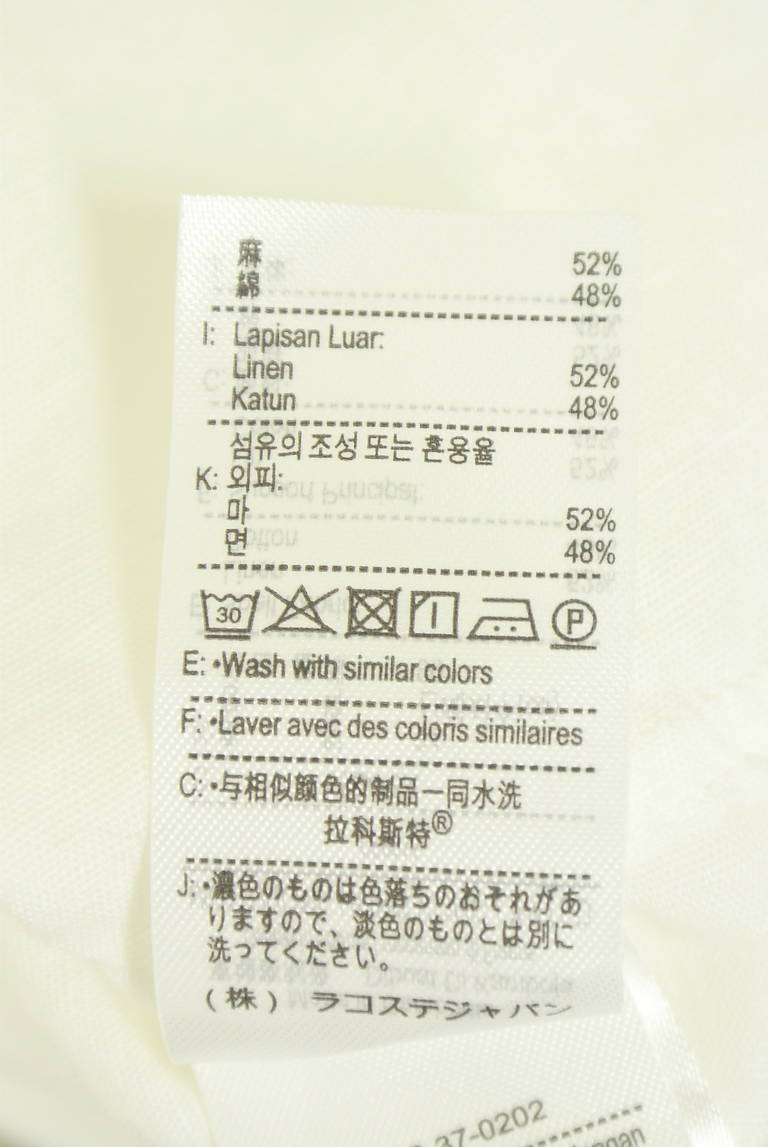 麻 52%
綿 48%
I: Lapisan Luar:
Linen 52%
Katun 48%
섬유의 조성 또는 혼용율
K: 외피:
마 52%
면 48%
30 P
E: •Wash with similar colors
F: •Laver avec des coloris similaires
C: •与相似颜色的制品一同水洗
拉科斯特®
J: •濃色のものは色落ちのおそれがあ
りますので、淡色のものとは別に
洗ってください。
(株) ラコステジャパン
37-0202